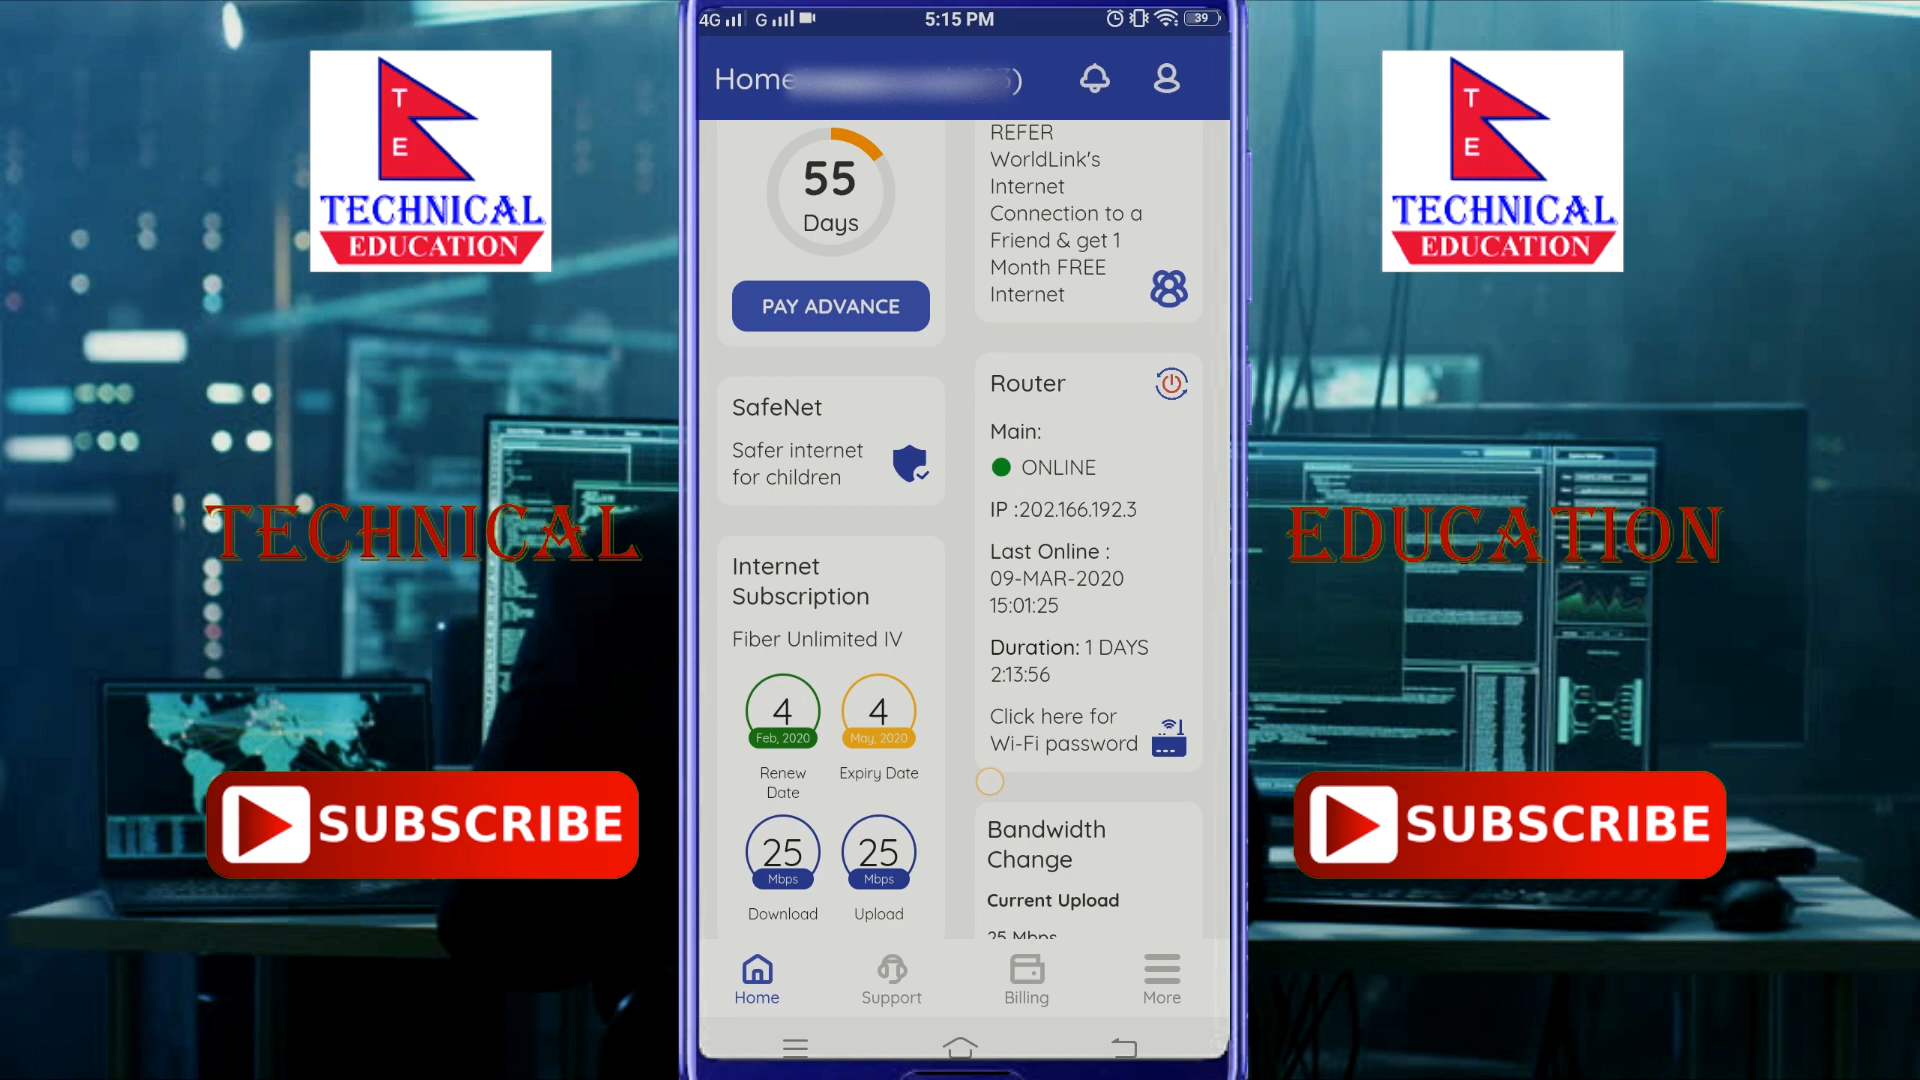 T
E
TECHNICAL
EDUCATION
TECHNICAL
SUBSCRIBE
4G G 5:15 PM 39
Home )
55
Days
PAY ADVANCE
SafeNet
Safer internet
for children
Internet
Subscription
Fiber Unlimited IV
4 4
Feb, 2020 May, 2020
Renew Expiry Date
Date
25 25
Mbps Mbps
Download Upload
REFER
WorldLink's
Internet
Connection to a
Friend & get 1
Month FREE
Internet
Router
Main:
ONLINE
IP :202.166.192.3
Last Online :
09-MAR-2020
15:01:25
Duration: 1 DAYS
2:13:56
Click here for
Wi-Fi password
Bandwidth
Change
Current Upload
25 Mbps
Home Support Billing More
T
E
TECHNICAL
EDUCATION
EDUCATION
SUBSCRIBE